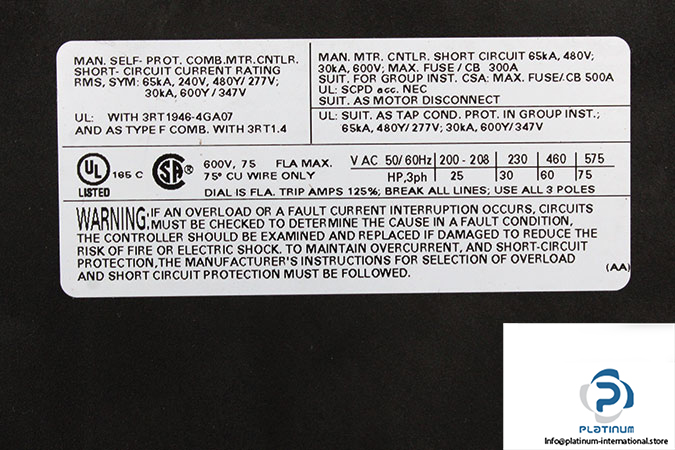 MAN. SELF- PROT. COMB.MTR.CNTLR.
SHORT- CIRCUIT CURRENT RATING
RMS, SYM: 65kA, 240V, 480Y/ 277V;
30kA, 600Y / 347V
UL: WITH 3RT1946-4GA07
AND AS TYPE F COMB. WITH 3RT1.4
MAN. MTR. CNTLR. SHORT CIRCUIT 65kA, 480V;
30kA, 600V; MAX. FUSE / CB 300A
SUIT. FOR GROUP INST. CSA: MAX. FUSE/.CB 500A
UL: SCPD acc. NEC
SUIT. AS MOTOR DISCONNECT
UL: SUIT. AS TAP COND. PROT. IN GROUP INST.;
65kA, 480Y/ 277V; 30kA, 600Y/ 347V
UL
LISTED
165 C
SA
®
600V, 75 FLA MAX.
75° CU WIRE ONLY
V AC 50/ 60Hz 200 - 208 230 460 575
HP,3ph 25 30 60 75
DIAL IS FLA. TRIP AMPS 125%; BREAK ALL LINES; USE ALL 3 POLES
WARNING: IF AN OVERLOAD OR A FAULT CURRENT INTERRUPTION OCCURS, CIRCUITS
MUST BE CHECKED TO DETERMINE THE CAUSE IN A FAULT CONDITION,
THE CONTROLLER SHOULD BE EXAMINED AND REPLACED IF DAMAGED TO REDUCE THE
RISK OF FIRE OR ELECTRIC SHOCK. TO MAINTAIN OVERCURRENT, AND SHORT-CIRCUIT
PROTECTION,THE MANUFACTURER'S INSTRUCTIONS FOR SELECTION OF OVERLOAD
AND SHORT CIRCUIT PROTECTION MUST BE FOLLOWED.
(AA)
PLATINUM
Info@platinum-international.store